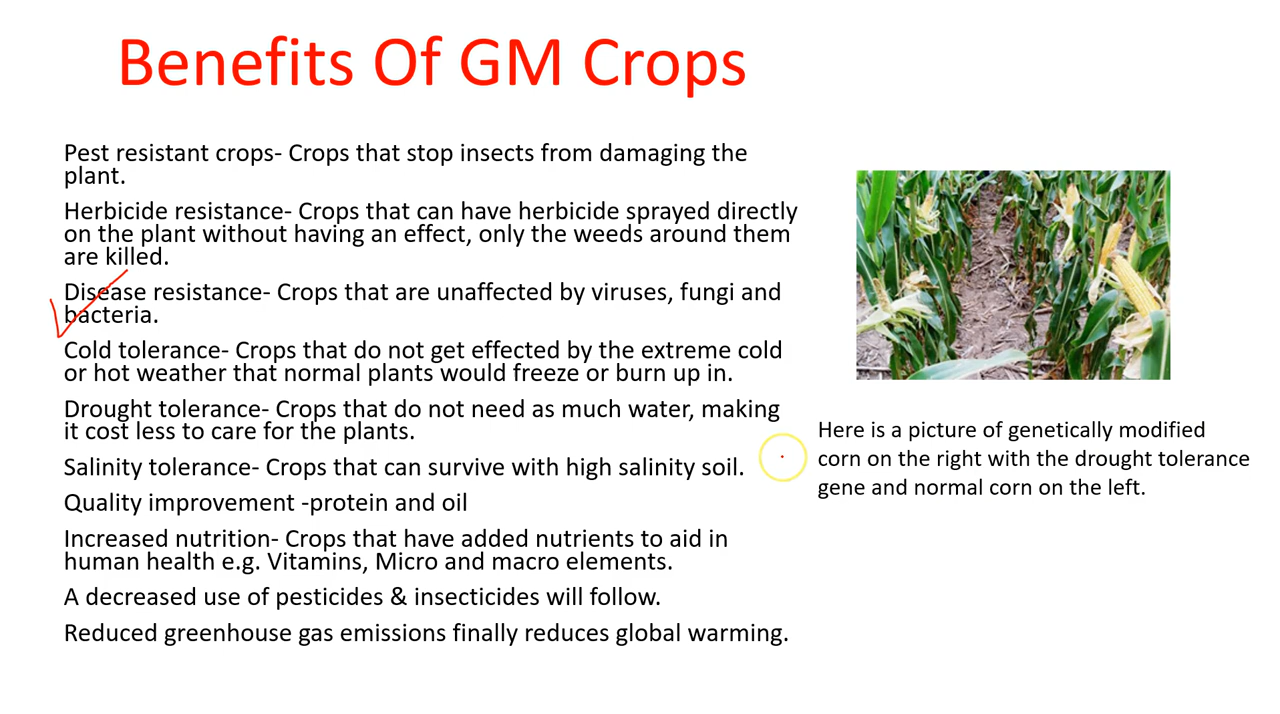 Benefits Of GM Crops
Pest resistant crops- Crops that stop insects from damaging the
plant.
Herbicide resistance- Crops that can have herbicide sprayed directly
on the plant without having an effect, only the weeds around them
are killed.
Disease resistance- Crops that are unaffected by viruses, fungi and
bacteria.
Cold tolerance- Crops that do not get effected by the extreme cold
or hot weather that normal plants would freeze or burn up in.
Drought tolerance- Crops that do not need as much water, making
it cost less to care for the plants.
Salinity tolerance- Crops that can survive with high salinity soil.
Quality improvement -protein and oil
Increased nutrition- Crops that have added nutrients to aid in
human health e.g. Vitamins, Micro and macro elements.
A decreased use of pesticides & insecticides will follow.
Reduced greenhouse gas emissions finally reduces global warming.
Here is a picture of genetically modified
corn on the right with the drought tolerance
gene and normal corn on the left.